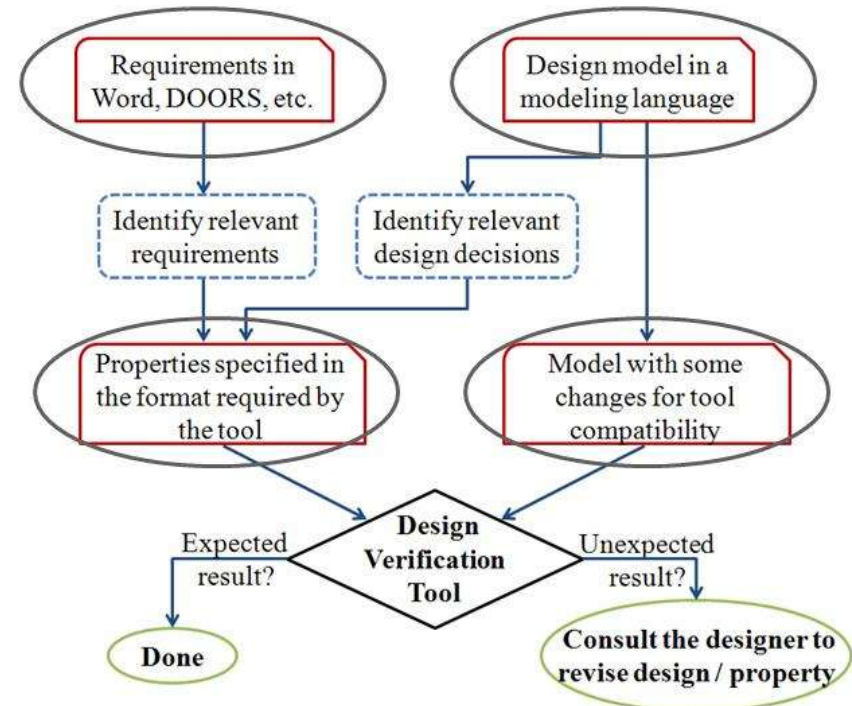 Requirements in
Word, DOORS, etc.
Design model in a
modeling language
Identify relevant
requirements
Identify relevant
design decisions
Properties specified in
the format required by
the tool
Model with some
changes for tool
compatibility
Design
Verification
Tool
Expected
result?
Unexpected
result?
Done
Consult the designer to
revise design / property